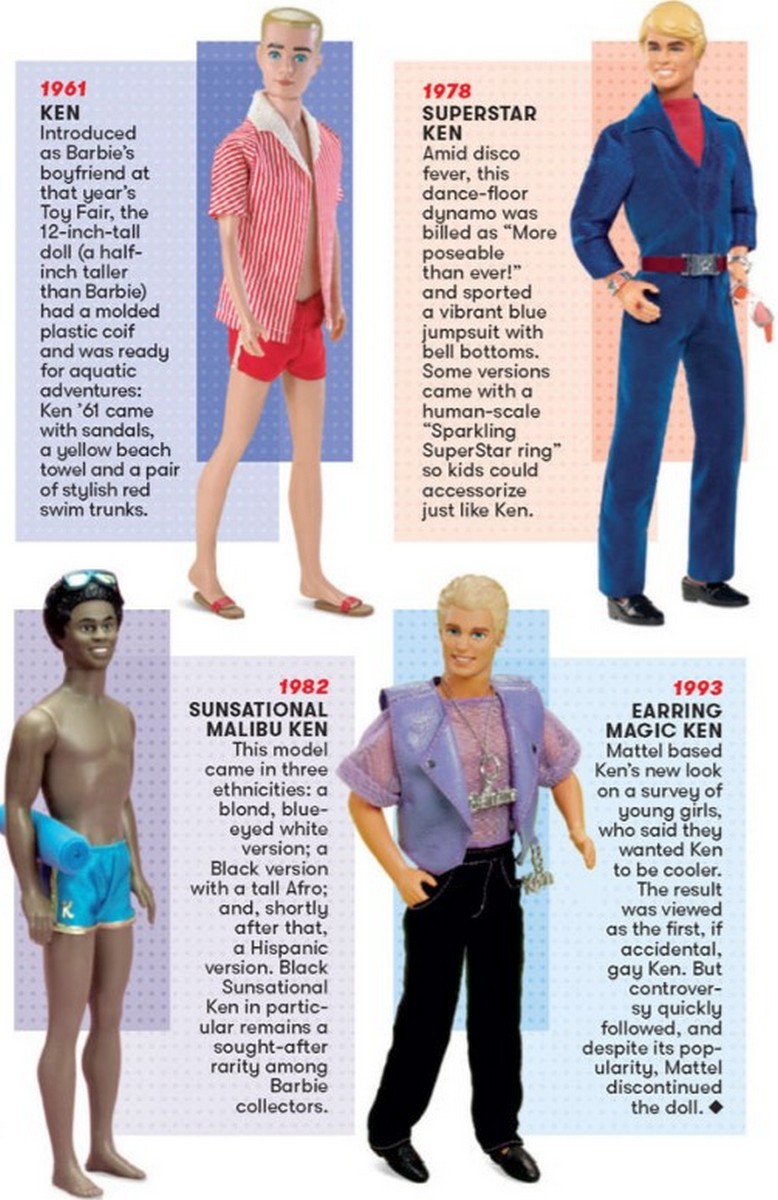 1961
KEN
Introduced
as Barbie’s
boyfriend at
that year’s
Toy Fair, the
12-inch-tall
doll (a half-
inch taller
than Barbie)
had a molded
plastic coif
and was ready
for aquatic
adventures:
Ken ’61 came
with sandals,
a yellow beach
towel and a pair
of stylish red
swim trunks.
1978
SUPERSTAR
KEN
Amid disco
fever, this
dance-floor
dynamo was
billed as “More
poseable
than ever!”
and sported
a vibrant blue
jumpsuit with
bell bottoms.
Some versions
came with a
human-scale
“Sparkling
SuperStar ring”
so kids could
accessorize
just like Ken.
1982
SUNSATIONAL
MALIBU KEN
This model
came in three
ethnicities: a
blond, blue-
eyed white
version; a
Black version
with a tall Afro;
and, shortly
after that,
a Hispanic
version. Black
Sunsational
Ken in partic-
ular remains a
sought-after
rarity among
Barbie
collectors.
K
1993
EARRING
MAGIC KEN
Mattel based
Ken’s new look
on a survey of
young girls,
who said they
wanted Ken
to be cooler.
The result
was viewed
as the first, if
accidental,
gay Ken. But
controver-
sy quickly
followed, and
despite its pop-
ularity, Mattel
discontinued
the doll. ◆
Ken